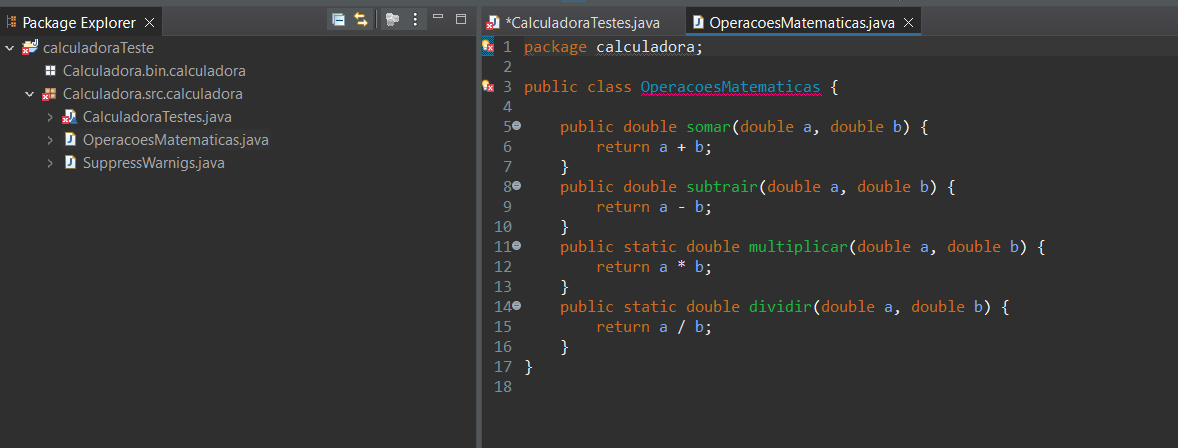 Package Explorer
calculadoraTeste
Calculadora.bin.calculadora
Calculadora.src.calculadora
CalculadoraTestes.java
OperacoesMatematicas.java
SuppressWarnigs.java
*CalculadoraTestes.java
OperacoesMatematicas.java
1 package calculadora;
2
3 public class OperacoesMatematicas {
4
5 public double somar(double a, double b) {
6 return a + b;
7 }
8 public double subtrair(double a, double b) {
9 return a - b;
10 }
11 public static double multiplicar(double a, double b) {
12 return a * b;
13 }
14 public static double dividir(double a, double b) {
15 return a / b;
16 }
17 }
18